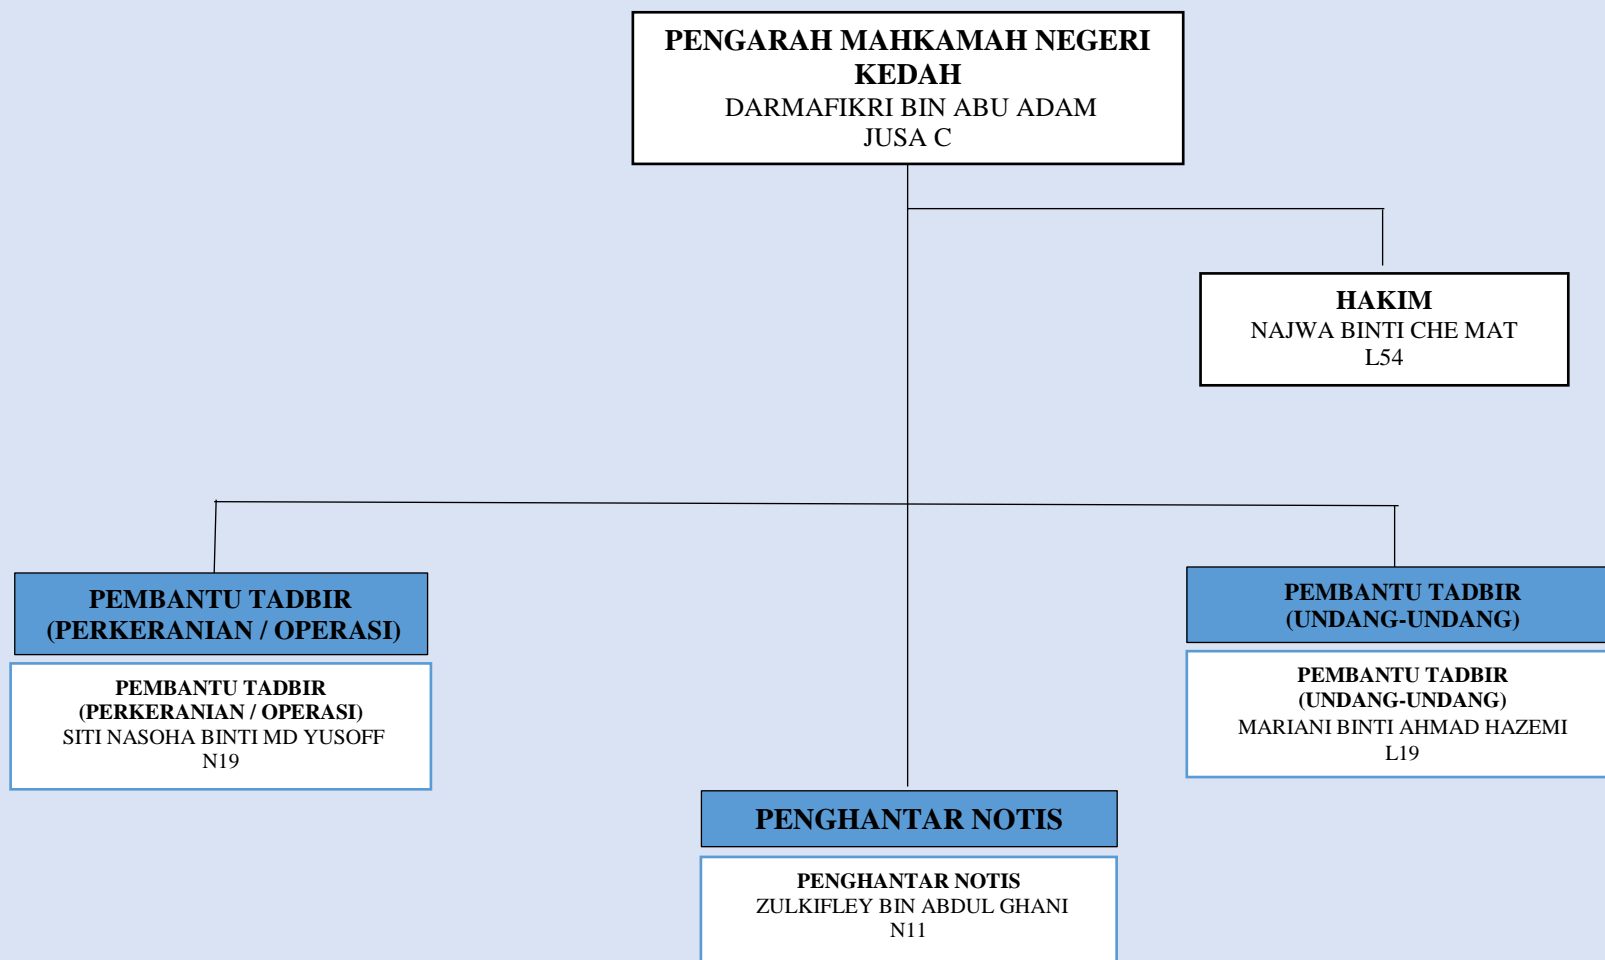 PENGARAH MAHKAMAH NEGERI
KEDAH
DARMAFIKRI BIN ABU ADAM
JUSA C
HAKIM
NAJWA BINTI CHE MAT
L54
PEMBANTU TADBIR
(PERKERANIAN / OPERASI)
PEMBANTU TADBIR
(PERKERANIAN / OPERASI)
SITI NASOHA BINTI MD YUSOFF
N19
PEMBANTU TADBIR
(UNDANG-UNDANG)
PEMBANTU TADBIR
(UNDANG-UNDANG)
MARIANI BINTI AHMAD HAZEMI
L19
PENGHANTAR NOTIS
PENGHANTAR NOTIS
ZULKIFLEY BIN ABDUL GHANI
N11